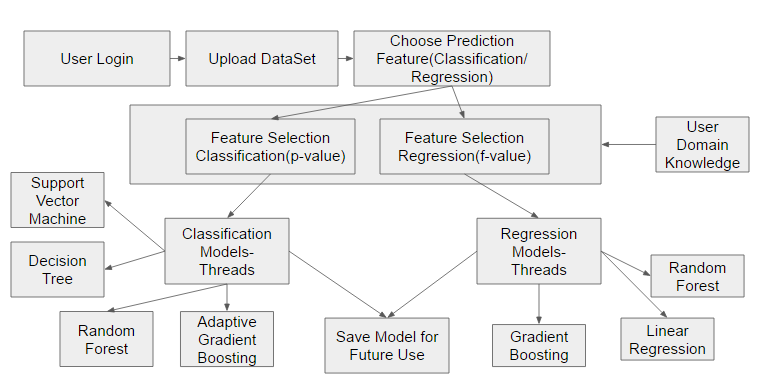 User Login
Upload DataSet
Choose Prediction
Feature(Classification/
Regression)
Feature Selection
Classification(p-value)
Feature Selection
Regression(f-value)
User
Domain
Knowledge
Support
Vector
Machine
Classification
Models-
Threads
Regression
Models-
Threads
Decision
Tree
Random
Forest
Random
Forest
Adaptive
Gradient
Boosting
Save Model for
Future Use
Gradient
Boosting
Linear
Regression